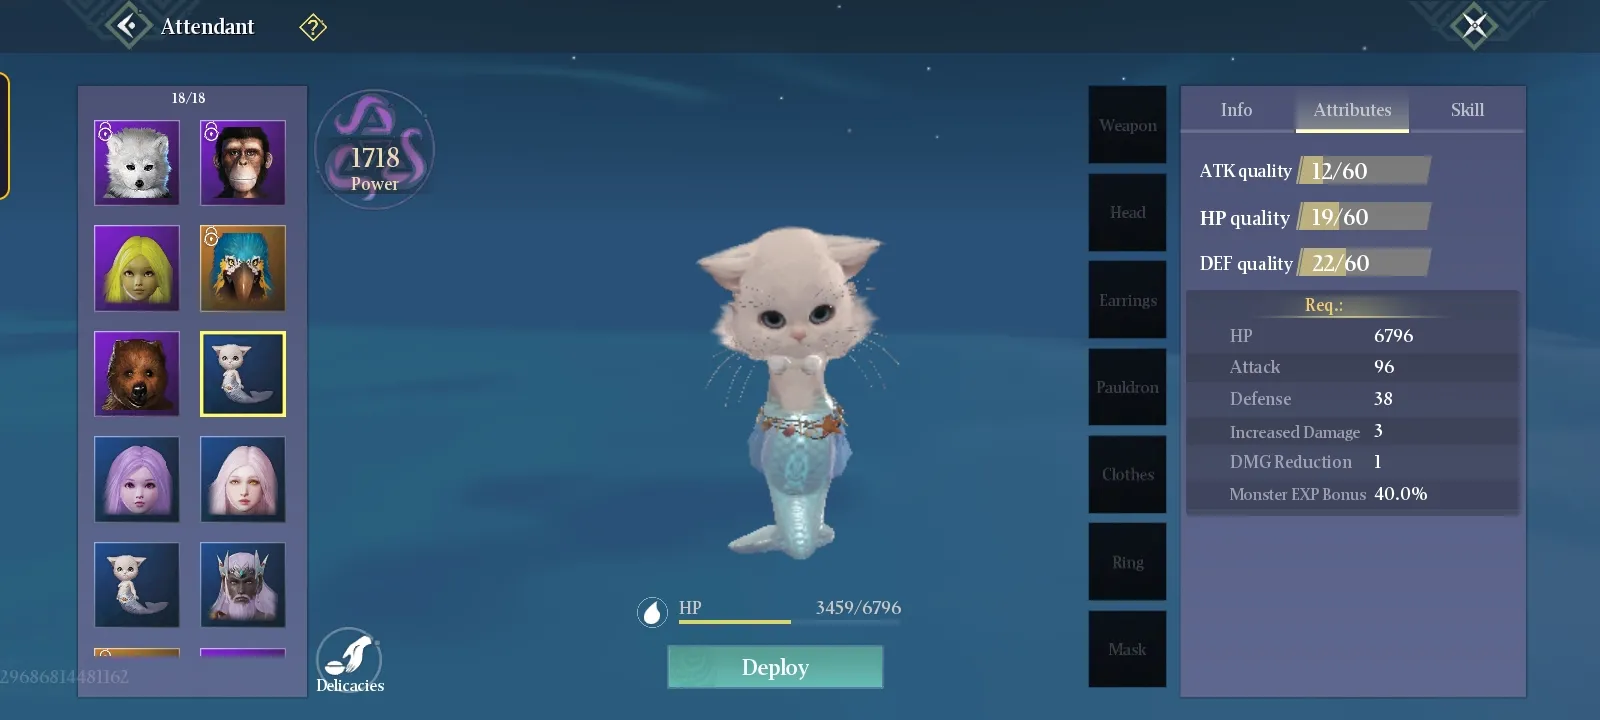 Attendant
?
18/18
1718
Power
Weapon
Head
Earrings
Pauldron
Clothes
Ring
Mask
Info
Attributes
Skill
ATK quality 12/60
HP quality 19/60
DEF quality 22/60
Req.:
HP 6796
Attack 96
Defense 38
Increased Damage 3
DMG Reduction 1
Monster EXP Bonus 40.0%
HP 3459/6796
Deploy
Delicacies
29686814481162